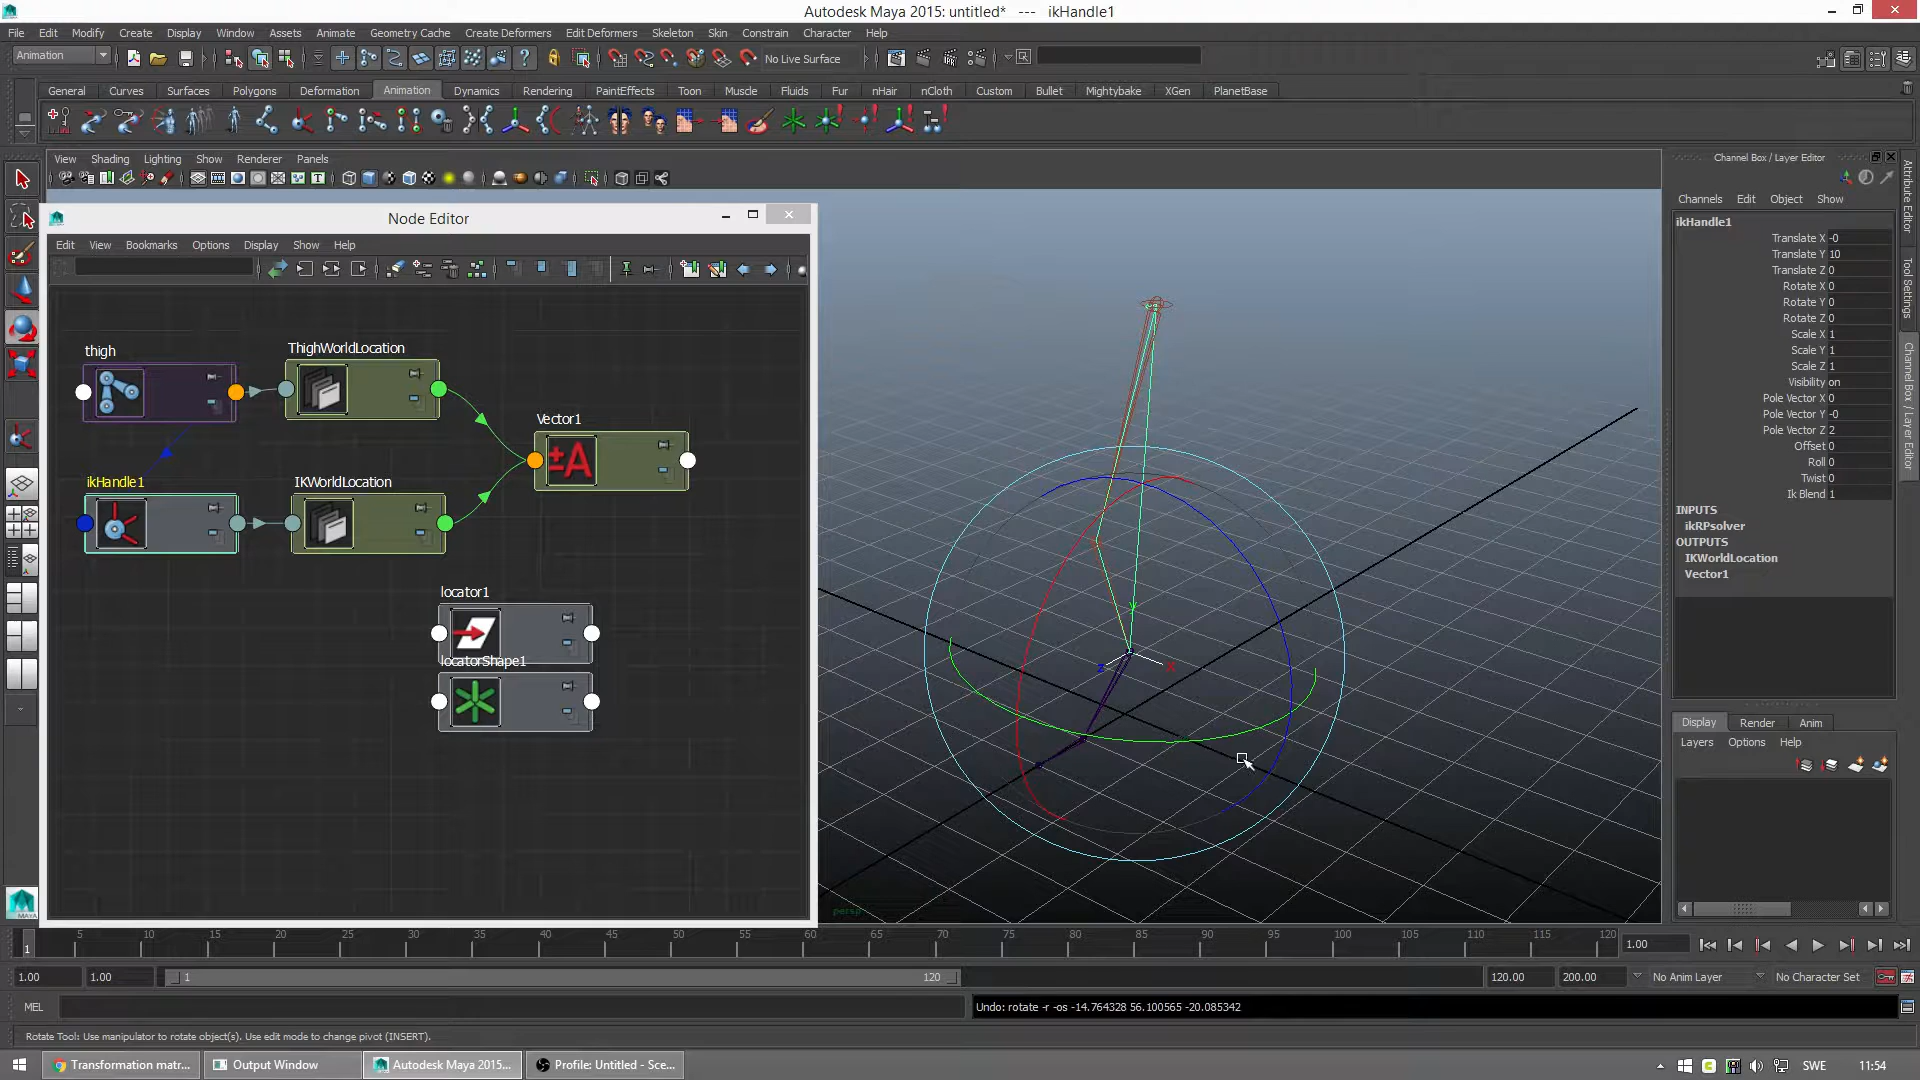 Autodesk Maya 2015: untitled* --- ikHandle1
File Edit Modify Create Display Window Assets Animate Geometry Cache Create Deformers Edit Deformers Skeleton Skin Constrain Character Help
Animation No Live Surface
General Curves Surfaces Polygons Deformation Animation Dynamics Rendering PaintEffects Toon Muscle Fluids Fur nHair nCloth Custom Bullet Mightybake XGen PlanetBase
View Shading Lighting Show Renderer Panels
Node Editor
Edit View Bookmarks Options Display Show Help
thigh
ThighWorldLocation
Vector1
±A
ikHandle1
IKWorldLocation
locator1
locatorShape1
z
x
persp
Channel Box / Layer Editor
Channels Edit Object Show
ikHandle1
Translate X -0
Translate Y 10
Translate Z 0
Rotate X 0
Rotate Y 0
Rotate Z 0
Scale X 1
Scale Y 1
Scale Z 1
Visibility on
Pole Vector X 0
Pole Vector Y -0
Pole Vector Z 2
Offset 0
Roll 0
Twist 0
Ik Blend 1
INPUTS
ikRPsolver
OUTPUTS
IKWorldLocation
Vector1
Display Render Anim
Layers Options Help
Attribute Editor
Tool Settings
Channel Box / Layer Editor
1 5 10 15 20 25 30 35 40 45 50 55 60 65 70 75 80 85 90 95 100 105 110 115 120 1.00
1.00 1.00 1 120 120.00 200.00 No Anim Layer No Character Set
MEL Undo: rotate -r -os -14.764328 56.100565 -20.085342
Rotate Tool: Use manipulator to rotate object(s). Use edit mode to change pivot (INSERT).
Transformation matr... Output Window Autodesk Maya 2015... Profile: Untitled - Sce... SWE 11:54